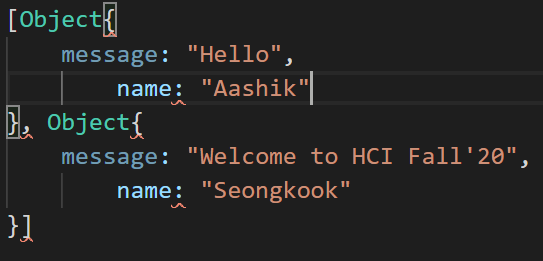 [Object{
message: "Hello",
name: "Aashik"
}, Object{
message: "Welcome to HCI Fall'20",
name: "Seongkook"
}]